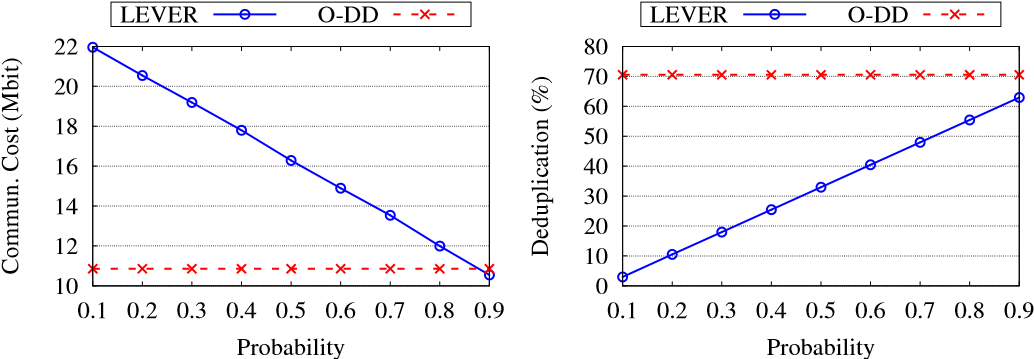 LEVER
O-DD
Commun. Cost (Mbit)
22
20
18
16
14
12
10
0.1 0.2 0.3 0.4 0.5 0.6 0.7 0.8 0.9
Probability
LEVER
O-DD
Deduplication (%)
80
70
60
50
40
30
20
10
0
0.1 0.2 0.3 0.4 0.5 0.6 0.7 0.8 0.9
Probability